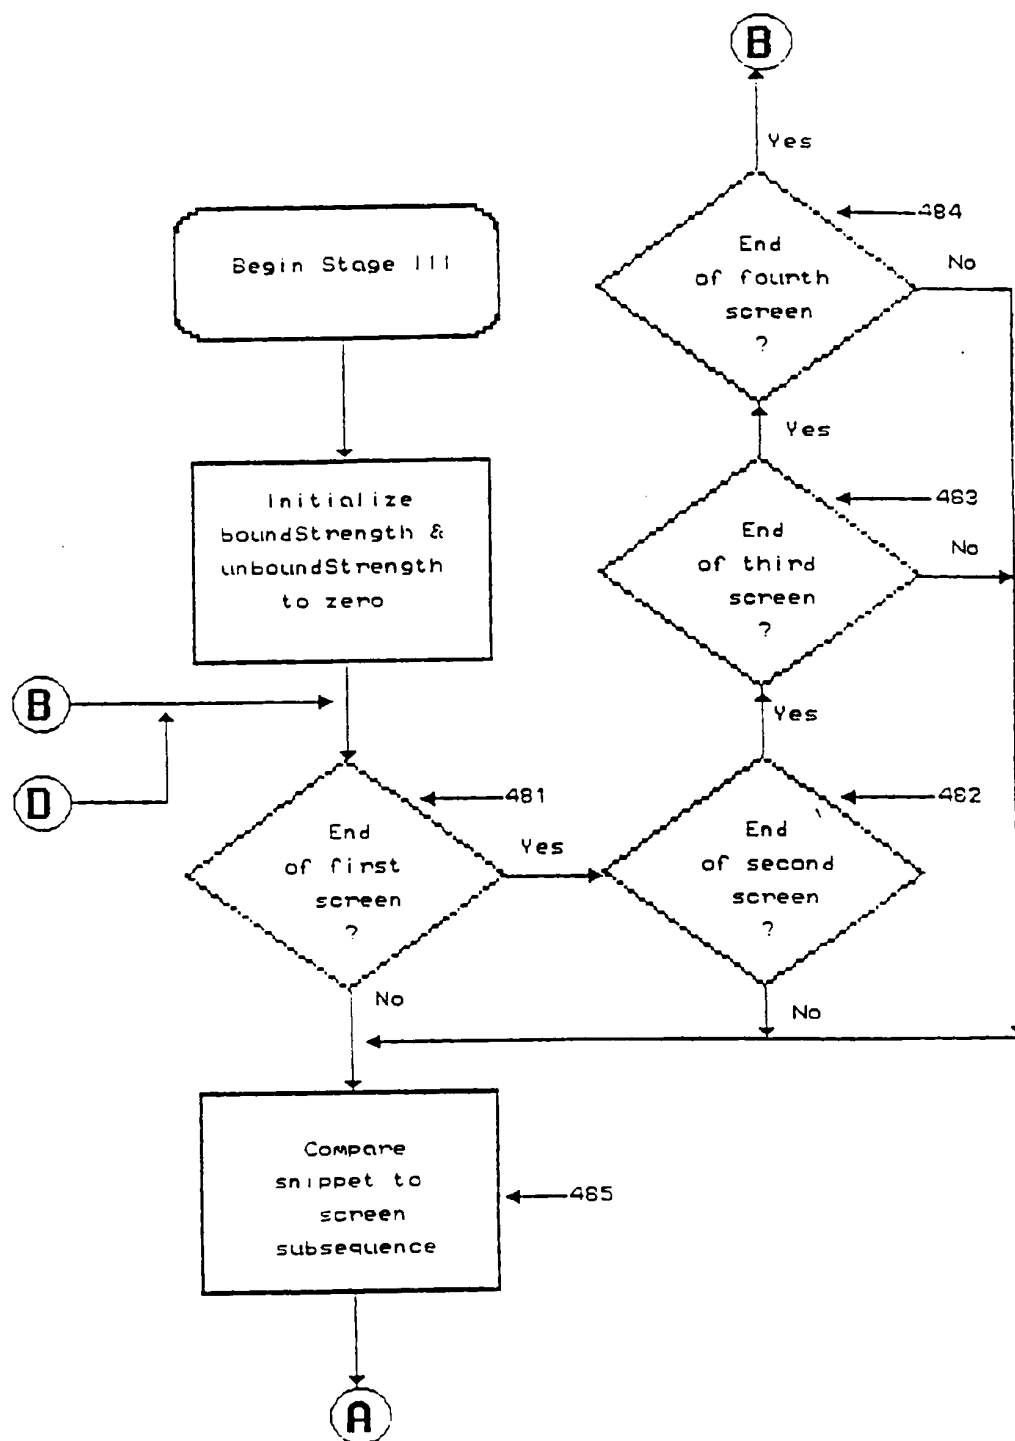 B
Yes
484
End
of fourth
screen
?
No
Begin Stage III
Yes
483
End
of third
screen
?
No
Initialize
boundStrength &
unboundStrength
to zero
Yes
B
D
481
End
of first
screen
?
Yes
482
End
of second
screen
?
No
No
Compare
snippet to
screen
subsequence
485
A